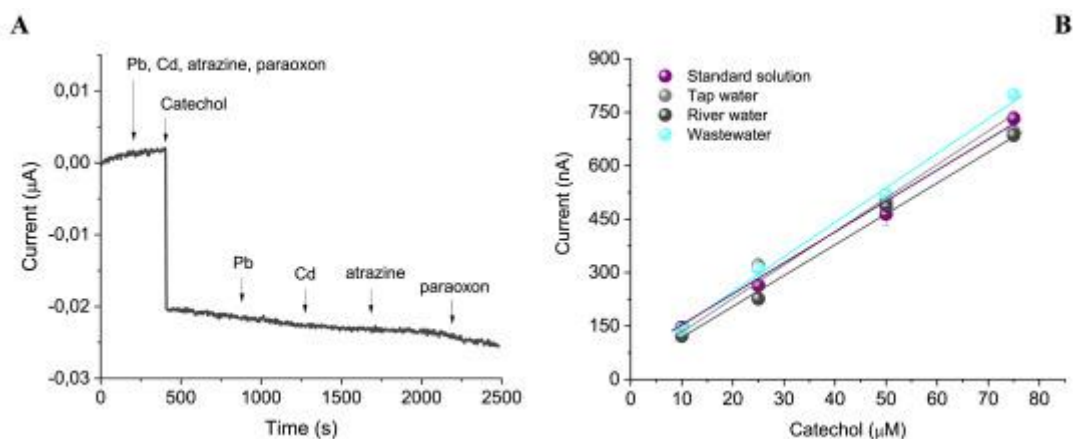 A
B
Pb, Cd, atrazine, paraoxon
Catechol
Pb
Cd
atrazine
paraoxon
0,01
0,00
-0,01
-0,01
-0,02
-0,03
Current (μA)
0
500
1000
1500
2000
2500
Time (s)
Standard solution
Tap water
River water
Wastewater
900
750
600
450
300
150
0
Current (nA)
0
10
20
30
40
50
60
70
80
Catechol (μM)